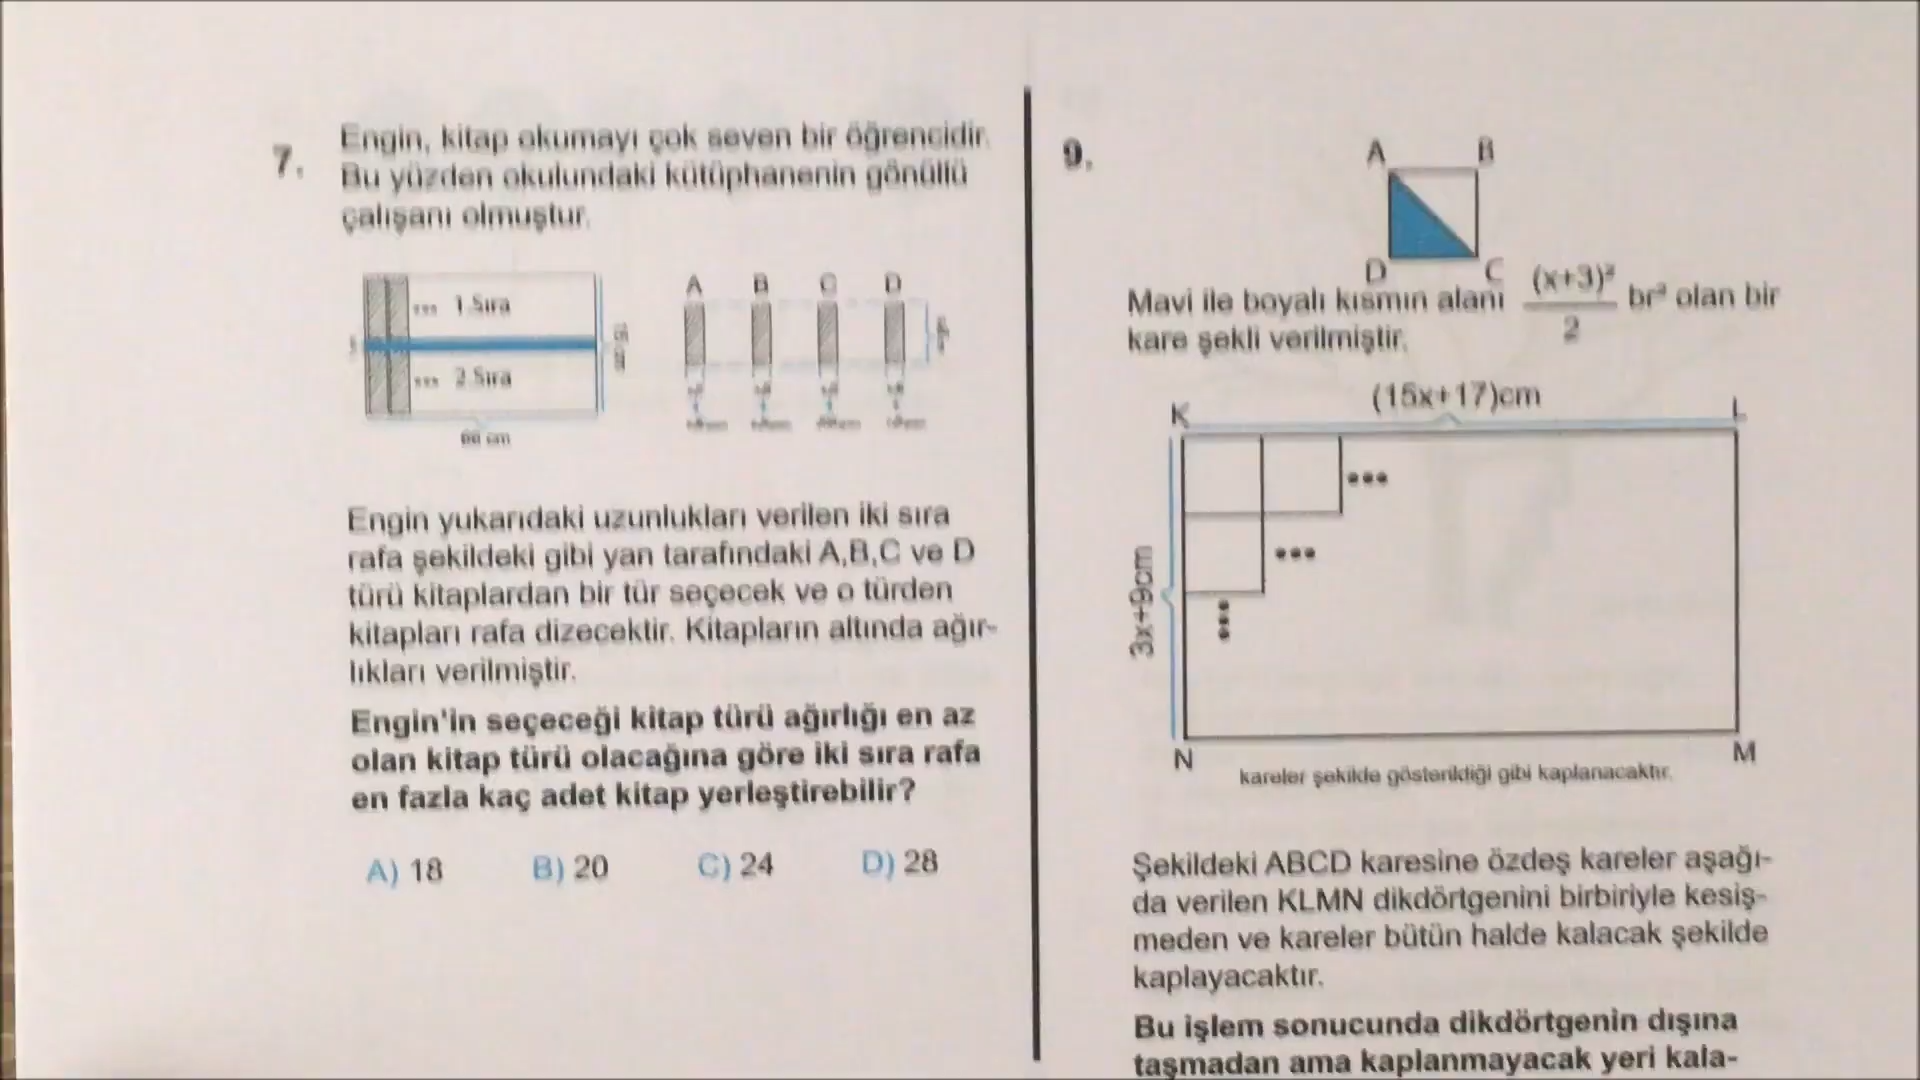 7.
Engin, kitap okumayı çok seven bir öğrencidir.
Bu yüzden okulundaki kütüphanenin gönüllü
çalışanı olmuştur.
1.Sıra
2.Sıra
A B C D
Engin yukarıdaki uzunlukları verilen iki sıra
rafa şekildeki gibi yan tarafındaki A,B,C ve D
türü kitaplardan bir tür seçecek ve o türden
kitapları rafa dizecektir. Kitapların altında ağır-
lıkları verilmiştir.
Engin'in seçeceği kitap türü ağırlığı en az
olan kitap türü olacağına göre iki sıra rafa
en fazla kaç adet kitap yerleştirebilir?
A) 18 B) 20 C) 24 D) 28
9.
A B
D C
Mavi ile boyalı kısmın alanı (x+3)²/2 br² olan bir
kare şekli verilmiştir.
(15x+17)cm
K L
3x+9cm
N M
kareler şekilde gösterildiği gibi kaplanacaktır.
Şekildeki ABCD karesine özdeş kareler aşağı-
da verilen KLMN dikdörtgenini birbiriyle kesiş-
meden ve kareler bütün halde kalacak şekilde
kaplayacaktır.
Bu işlem sonucunda dikdörtgenin dışına
taşmadan ama kaplanmayacak yeri kala-